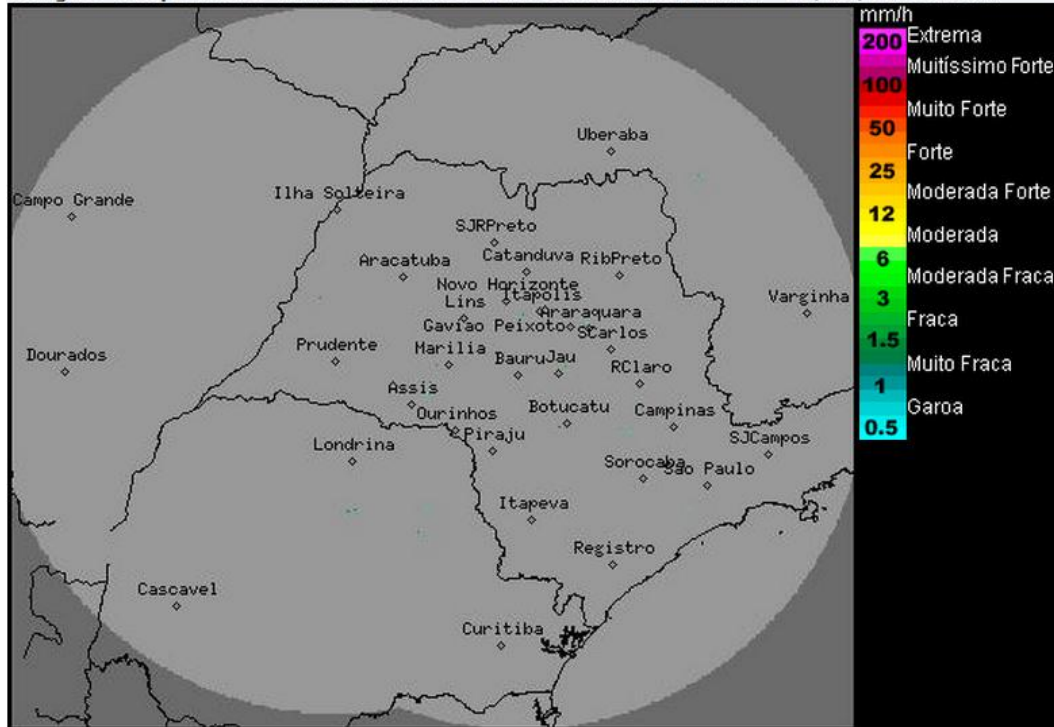 mm/h
200 Extrema
Muitíssimo Forte
100
Muito Forte
50
Forte
25
Moderada Forte
12
Moderada
6
Moderada Fraca
3
Fraca
1.5
Muito Fraca
1
Garoa
0.5
Uberaba
Campo Grande
Ilha Solteira
SJRPreto
Catanduva
RibPreto
Aracatuba
Novo Horizonte
Itapolis
Lins
Araraquara
Varginha
Gaviao Peixoto
SCarlos
Dourados
Prudente
Marilia
Bauru
Jau
RClaro
Assis
Ourinhos
Botucatu
Campinas
Londrina
Piraju
SJCampos
Sorocaba
Sao Paulo
Itapeva
Registro
Cascavel
Curitiba